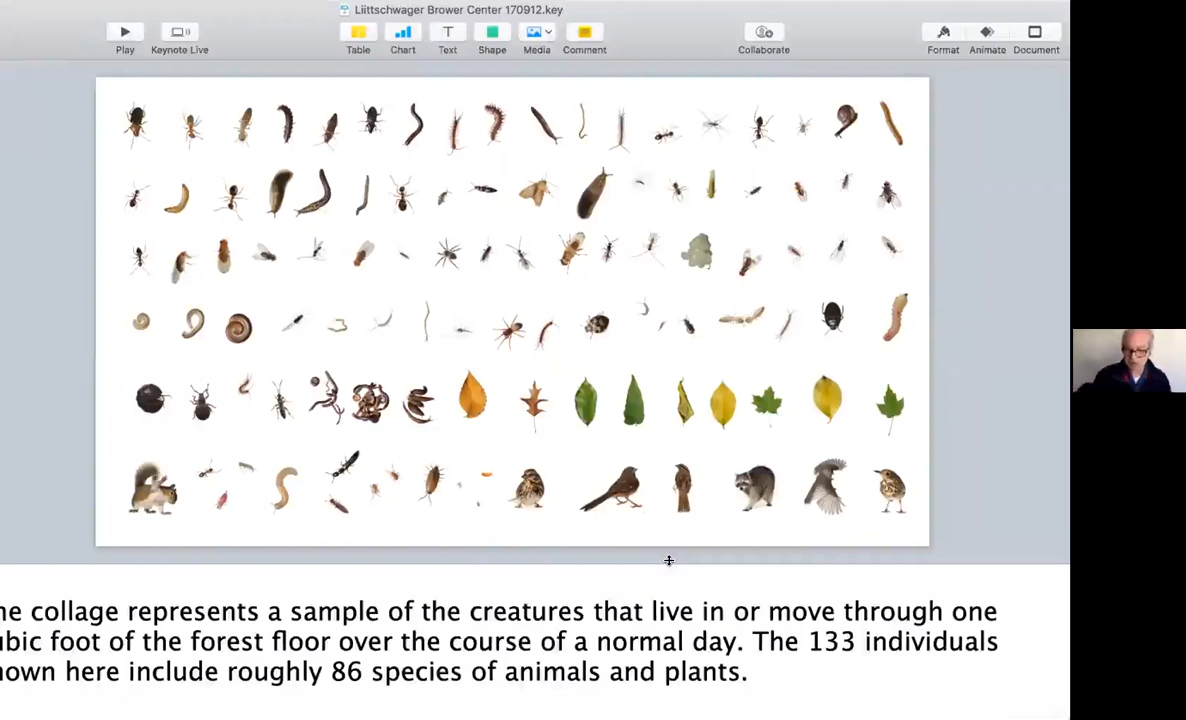 Liittschwager Brower Center 170912.key
Play
Keynote Live
Table
Chart
Text
Shape
Media
Comment
Collaborate
Format
Animate
Document
he collage represents a sample of the creatures that live in or move through one
ubic foot of the forest floor over the course of a normal day. The 133 individuals
hown here include roughly 86 species of animals and plants.